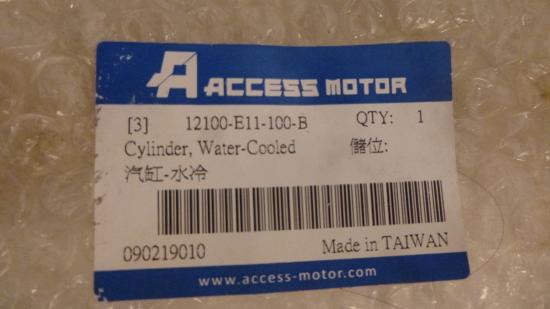 ACCESS MOTOR
[3] 12100-E11-100-B QTY: 1
Cylinder, Water-Cooled 儲位:
汽缸-水冷
090219010 Made in TAIWAN
www.access-motor.com